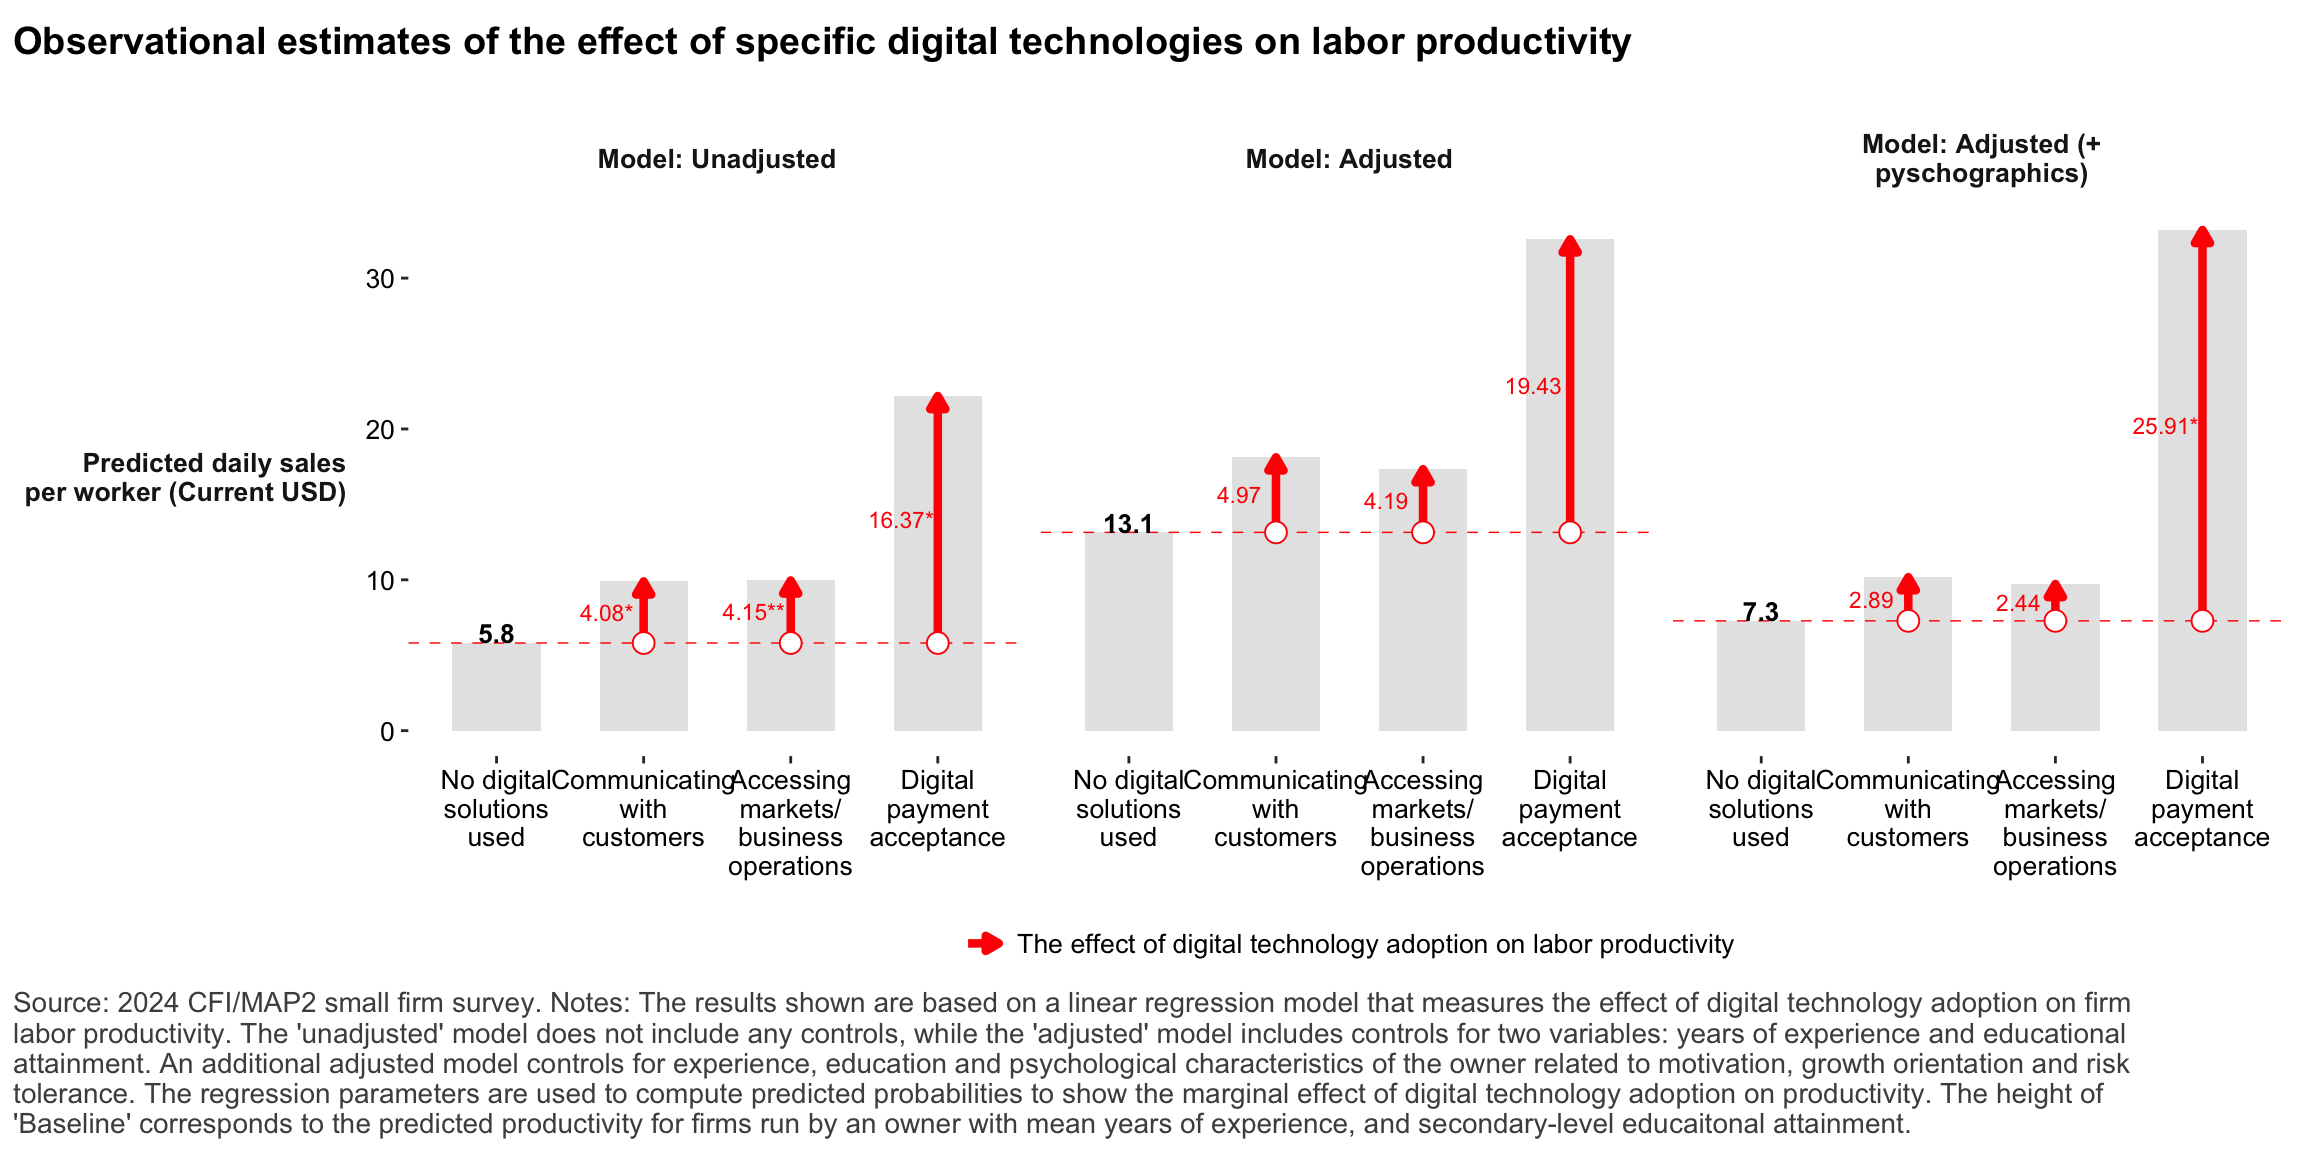 Observational estimates of the effect of specific digital technologies on labor productivity
Model: Unadjusted
Model: Adjusted
Model: Adjusted (+
pyschographics)
Predicted daily sales
per worker (Current USD)
30
20
10
0
5.8
4.08*
4.15**
16.37*
13.1
4.97
4.19
19.43
7.3
2.89
2.44
25.91*
No digital
solutions
used
Communicating
with
customers
Accessing
markets/
business
operations
Digital
payment
acceptance
No digital
solutions
used
Communicating
with
customers
Accessing
markets/
business
operations
Digital
payment
acceptance
No digital
solutions
used
Communicating
with
customers
Accessing
markets/
business
operations
Digital
payment
acceptance
The effect of digital technology adoption on labor productivity
Source: 2024 CFI/MAP2 small firm survey. Notes: The results shown are based on a linear regression model that measures the effect of digital technology adoption on firm
labor productivity. The 'unadjusted' model does not include any controls, while the 'adjusted' model includes controls for two variables: years of experience and educational
attainment. An additional adjusted model controls for experience, education and psychological characteristics of the owner related to motivation, growth orientation and risk
tolerance. The regression parameters are used to compute predicted probabilities to show the marginal effect of digital technology adoption on productivity. The height of
'Baseline' corresponds to the predicted productivity for firms run by an owner with mean years of experience, and secondary-level educaitonal attainment.